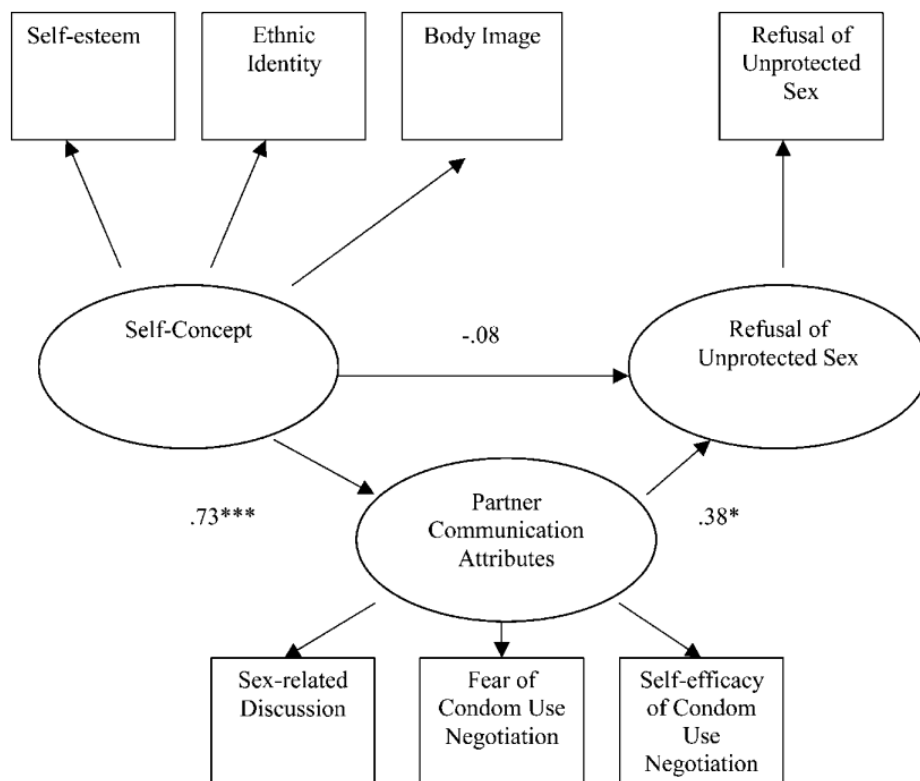 Self-esteem
Ethnic
Identity
Body Image
Refusal of
Unprotected
Sex
Self-Concept
-.08
Refusal of
Unprotected Sex
.73***
Partner
Communication
Attributes
.38*
Sex-related
Discussion
Fear of
Condom Use
Negotiation
Self-efficacy
of Condom
Use
Negotiation